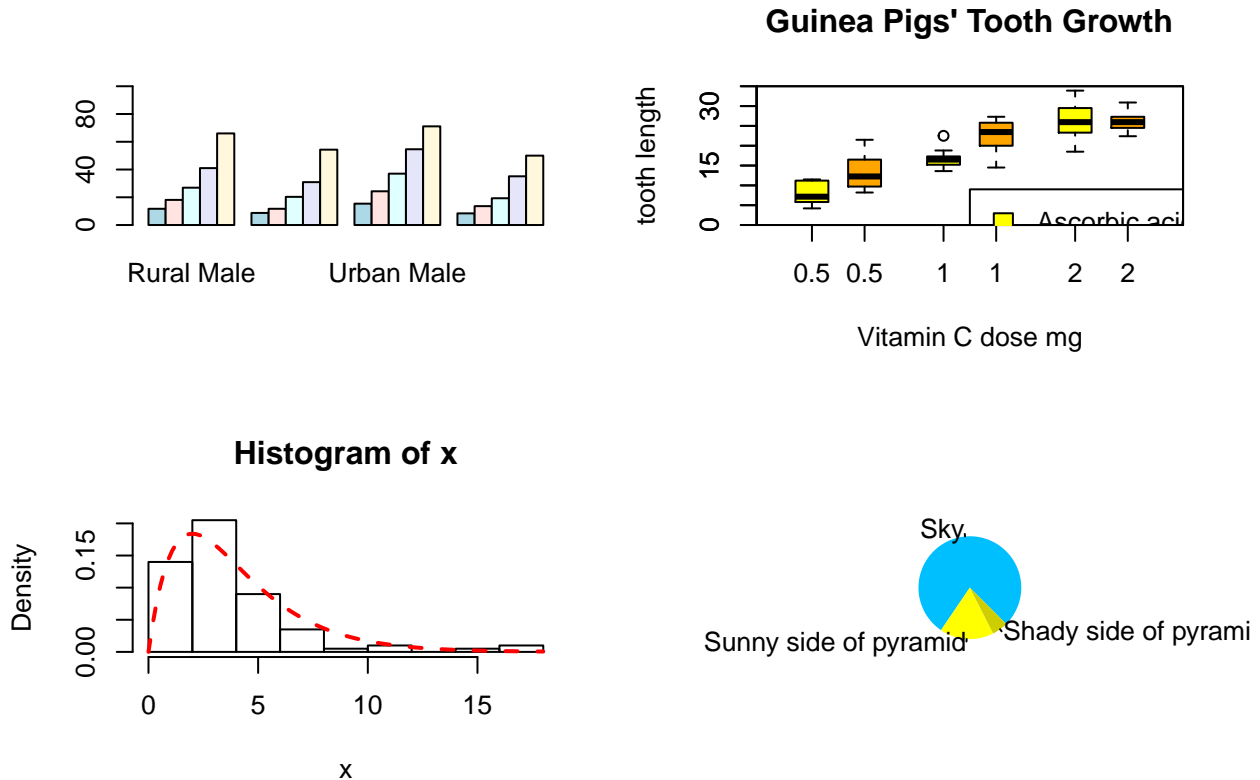 80
40
0
Rural Male Urban Male
Guinea Pigs' Tooth Growth
tooth length
30
15
0
Ascorbic aci
0.5 0.5 1 1 2 2
Vitamin C dose mg
Histogram of x
Density
0.15
0.00
0 5 10 15
x
Sky
Sunny side of pyramid
Shady side of pyrami